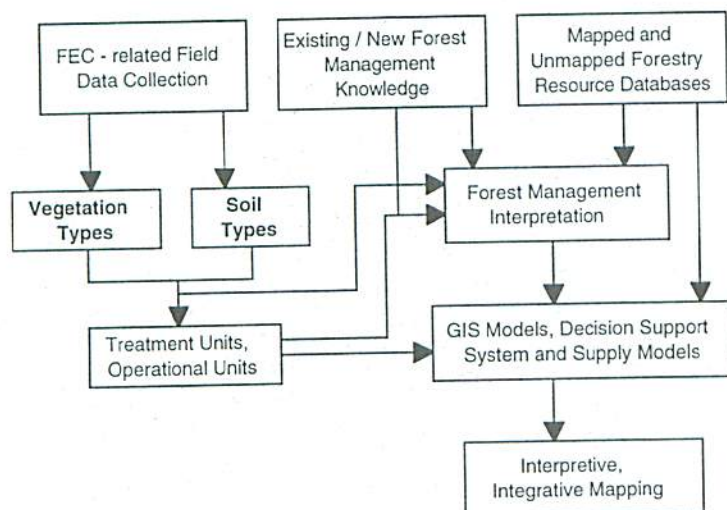 FEC - related Field
Data Collection
Existing / New Forest
Management
Knowledge
Mapped and
Unmapped Forestry
Resource Databases
Vegetation
Types
Soil
Types
Forest Management
Interpretation
Treatment Units,
Operational Units
GIS Models, Decision Support
System and Supply Models
Interpretive,
Integrative Mapping